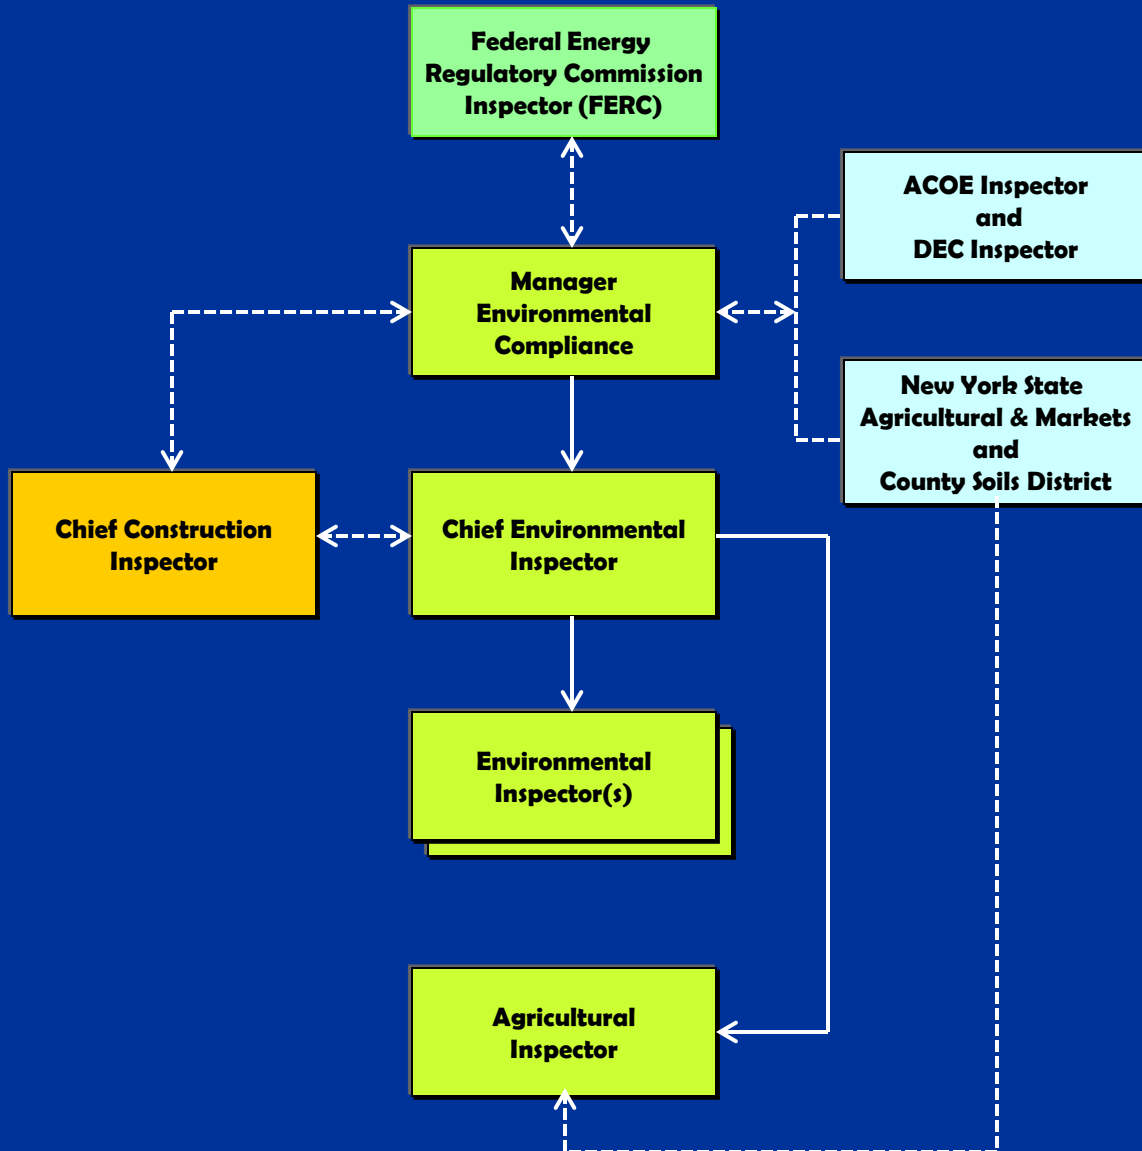 Federal Energy
Regulatory Commission
Inspector (FERC)
ACOE Inspector
and
DEC Inspector
Manager
Environmental
Compliance
New York State
Agricultural & Markets
and
County Soils District
Chief Construction
Inspector
Chief Environmental
Inspector
Environmental
Inspector(s)
Agricultural
Inspector